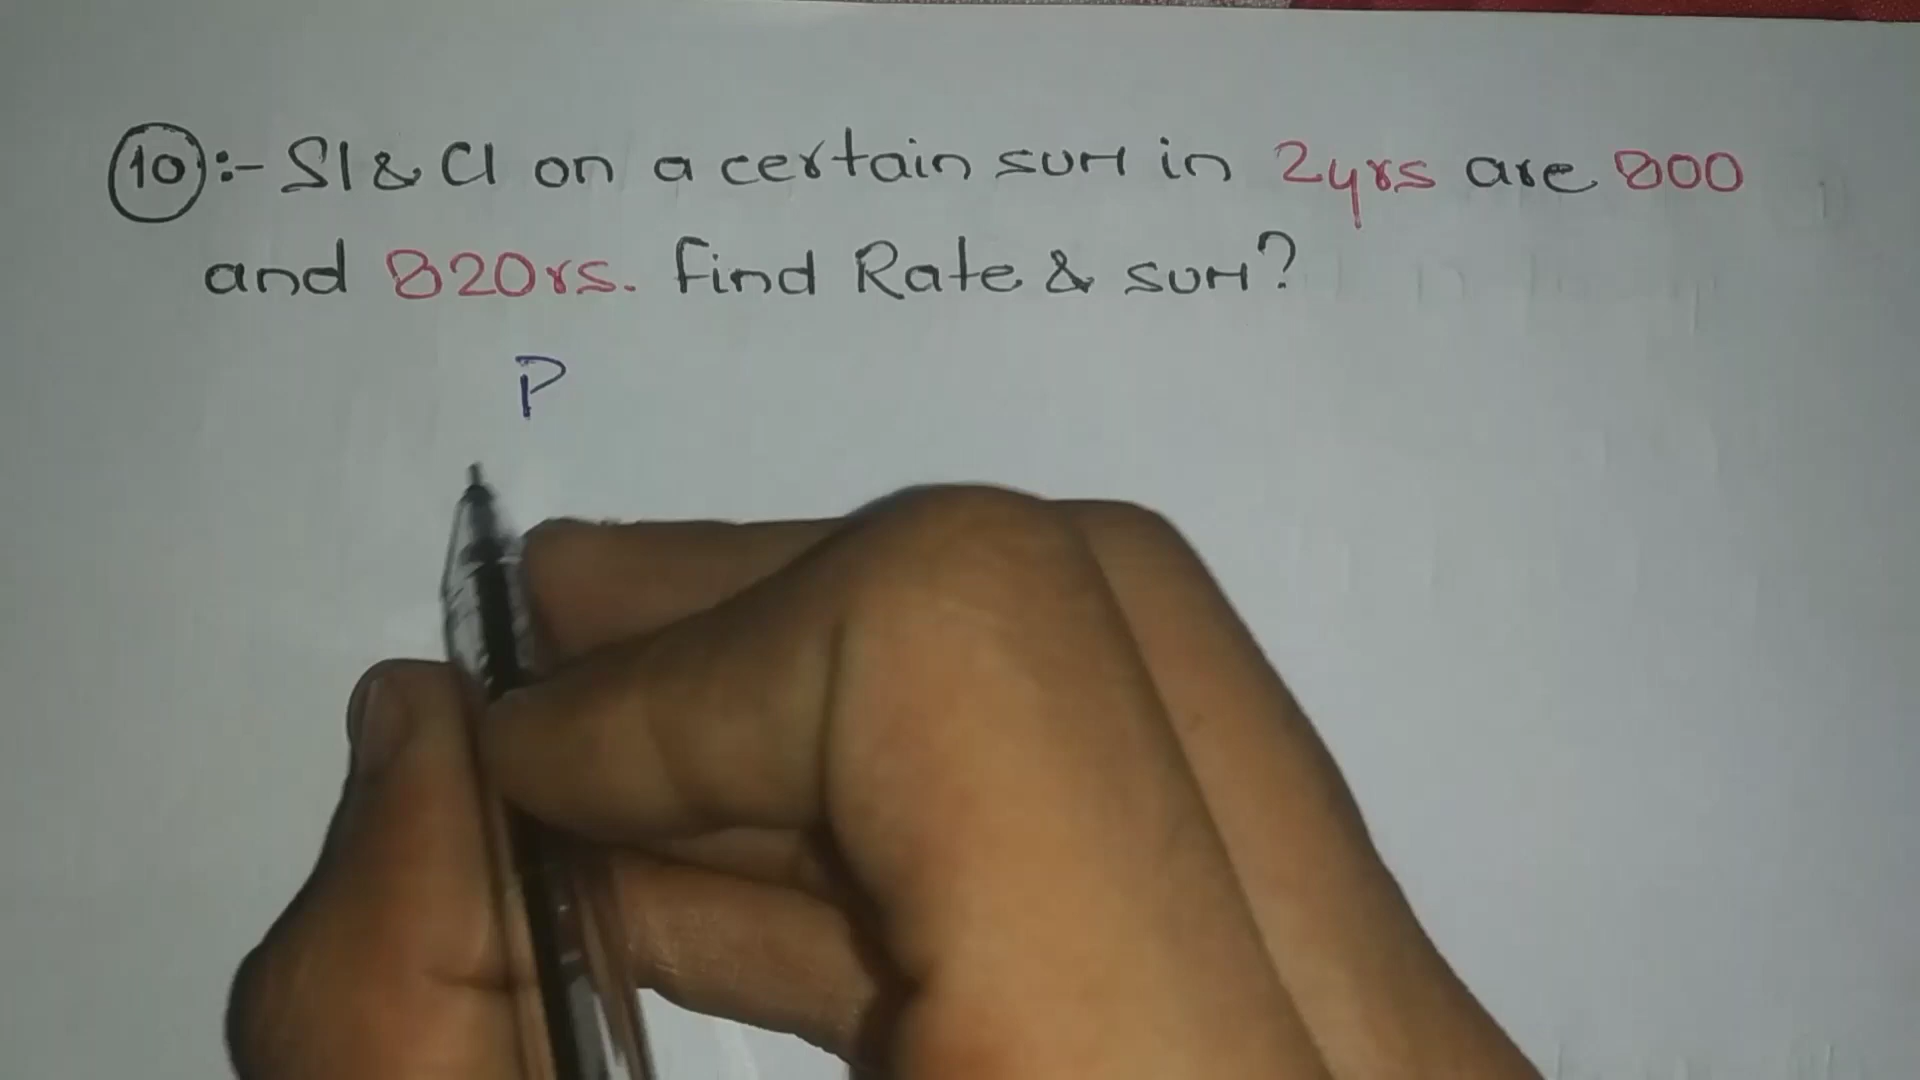 10 :- SI & CI on a certain sum in 2yrs are 800
and 820rs. Find Rate & sum?
P